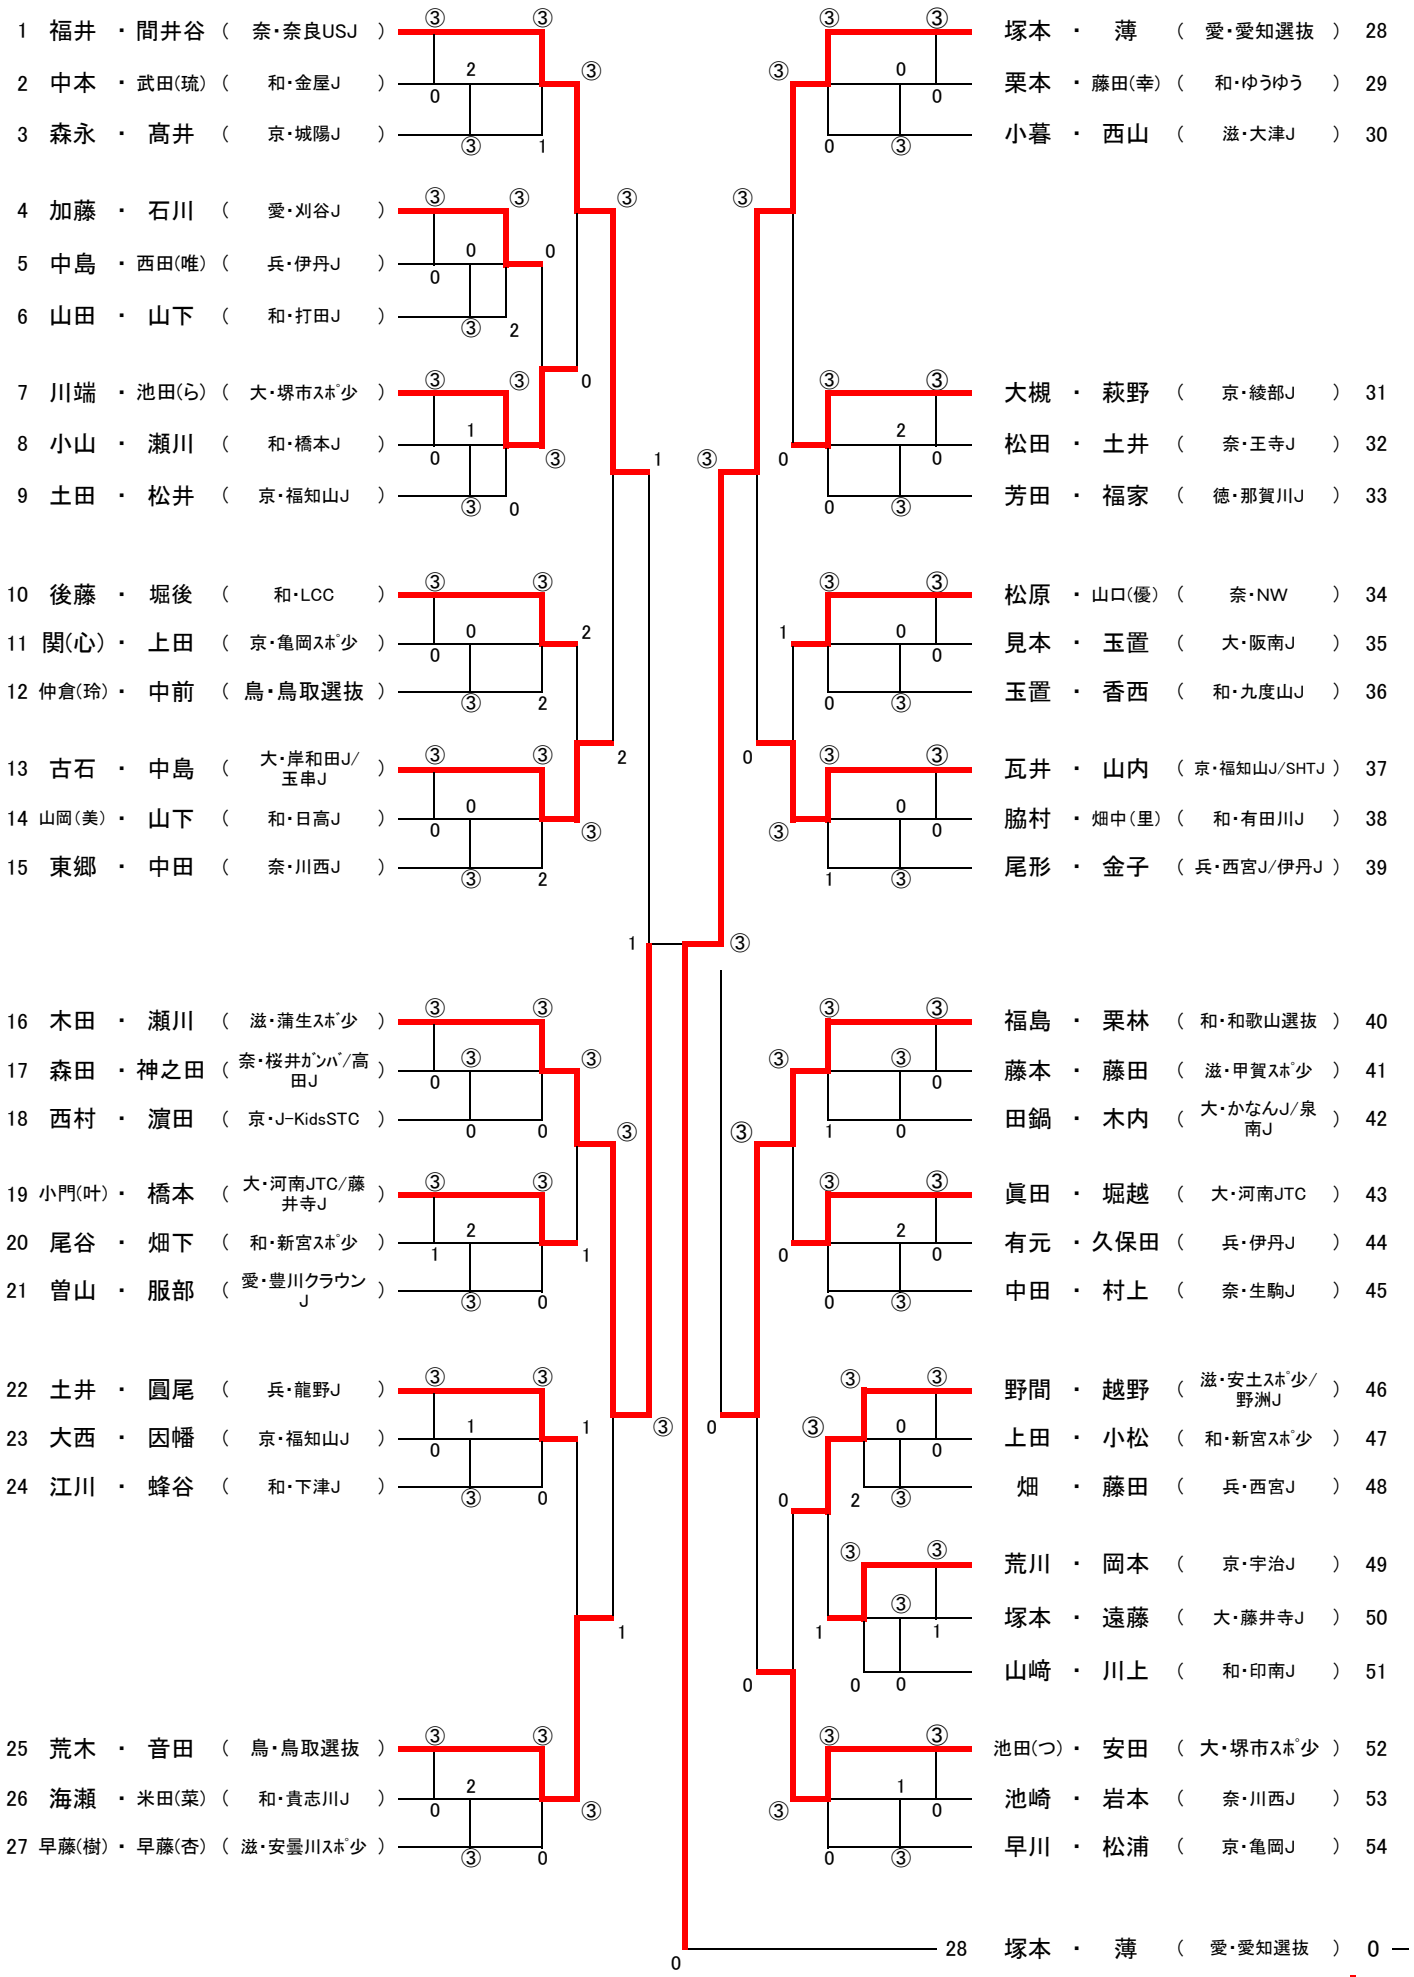 1 福井 ・ 間井谷 ( 奈・奈良USJ )
2 中本 ・ 武田(琉) ( 和・金屋J )
3 森永 ・ 髙井 ( 京・城陽J )
4 加藤 ・ 石川 ( 愛・刈谷J )
5 中島 ・ 西田(唯) ( 兵・伊丹J )
6 山田 ・ 山下 ( 和・打田J )
7 川端 ・ 池田(ら) ( 大・堺市スポ少 )
8 小山 ・ 瀬川 ( 和・橋本J )
9 土田 ・ 松井 ( 京・福知山J )
10 後藤 ・ 堀後 ( 和・LCC )
11 関(心) ・ 上田 ( 京・亀岡スポ少 )
12 仲倉(玲) ・ 中前 ( 鳥・鳥取選抜 )
13 古石 ・ 中島 ( 大・岸和田J/玉串J )
14 山岡(美) ・ 山下 ( 和・日高J )
15 東郷 ・ 中田 ( 奈・川西J )
16 木田 ・ 瀬川 ( 滋・蒲生スポ少 )
17 森田 ・ 神之田 ( 奈・桜井ガンバ/高田J )
18 西村 ・ 濵田 ( 京・J-KidsSTC )
19 小門(叶) ・ 橋本 ( 大・河南JTC/藤井寺J )
20 尾谷 ・ 畑下 ( 和・新宮スポ少 )
21 曽山 ・ 服部 ( 愛・豊川クラウンJ )
22 土井 ・ 圓尾 ( 兵・龍野J )
23 大西 ・ 因幡 ( 京・福知山J )
24 江川 ・ 蜂谷 ( 和・下津J )
25 荒木 ・ 音田 ( 鳥・鳥取選抜 )
26 海瀬 ・ 米田(菜) ( 和・貴志川J )
27 早藤(樹) ・ 早藤(杏) ( 滋・安曇川スポ少 )
塚本 ・ 薄 ( 愛・愛知選抜 ) 28
栗本 ・ 藤田(幸) ( 和・ゆうゆう ) 29
小暮 ・ 西山 ( 滋・大津J ) 30
大槻 ・ 萩野 ( 京・綾部J ) 31
松田 ・ 土井 ( 奈・王寺J ) 32
芳田 ・ 福家 ( 徳・那賀川J ) 33
松原 ・ 山口(優) ( 奈・NW ) 34
見本 ・ 玉置 ( 大・阪南J ) 35
玉置 ・ 香西 ( 和・九度山J ) 36
瓦井 ・ 山内 ( 京・福知山J/SHTJ ) 37
脇村 ・ 畑中(里) ( 和・有田川J ) 38
尾形 ・ 金子 ( 兵・西宮J/伊丹J ) 39
福島 ・ 栗林 ( 和・和歌山選抜 ) 40
藤本 ・ 藤田 ( 滋・甲賀スポ少 ) 41
田鍋 ・ 木内 ( 大・かなんJ/泉南J ) 42
眞田 ・ 堀越 ( 大・河南JTC ) 43
有元 ・ 久保田 ( 兵・伊丹J ) 44
中田 ・ 村上 ( 奈・生駒J ) 45
野間 ・ 越野 ( 滋・安土スポ少/野洲J ) 46
上田 ・ 小松 ( 和・新宮スポ少 ) 47
畑 ・ 藤田 ( 兵・西宮J ) 48
荒川 ・ 岡本 ( 京・宇治J ) 49
塚本 ・ 遠藤 ( 大・藤井寺J ) 50
山﨑 ・ 川上 ( 和・印南J ) 51
池田(つ) ・ 安田 ( 大・堺市スポ少 ) 52
池崎 ・ 岩本 ( 奈・川西J ) 53
早川 ・ 松浦 ( 京・亀岡J ) 54
0 28 塚本 ・ 薄 ( 愛・愛知選抜 ) 0